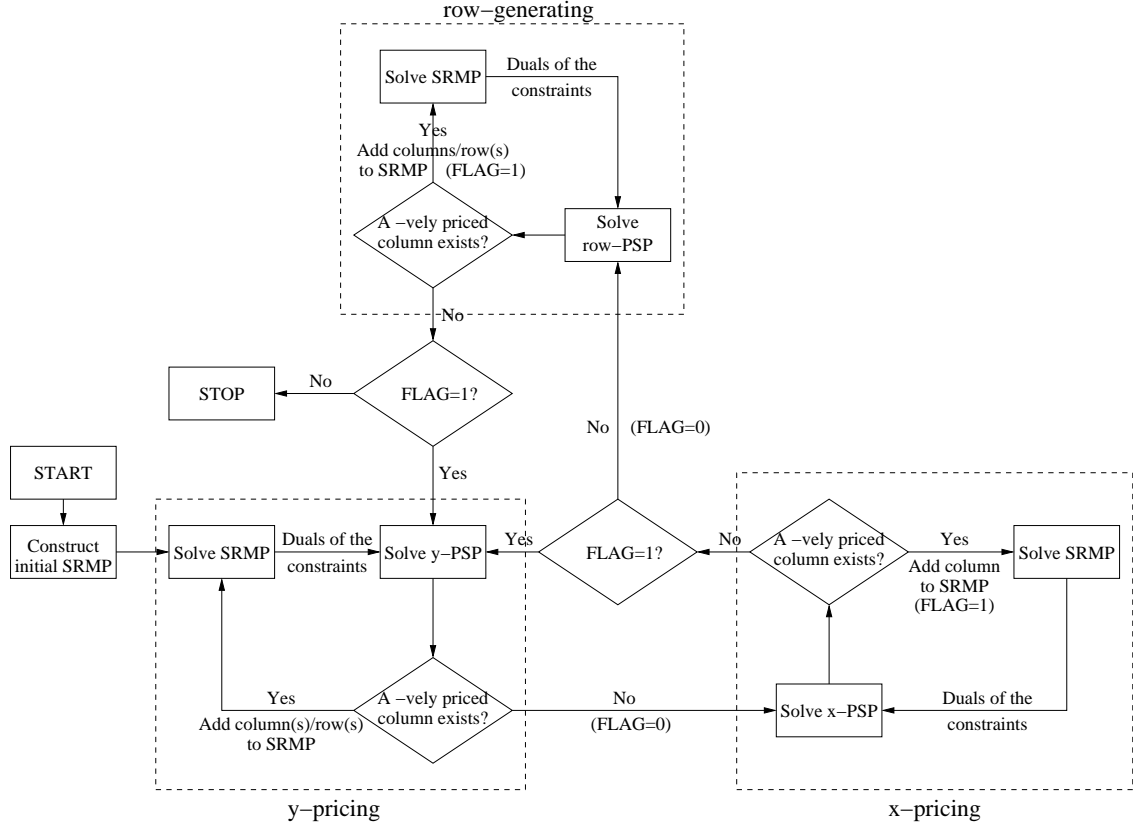 row−generating
Solve SRMP
Duals of the
constraints
Yes
Add columns/row(s)
to SRMP (FLAG=1)
A −vely priced
column exists?
Solve
row−PSP
No
FLAG=1?
No
STOP
Yes
No (FLAG=0)
START
Construct
initial SRMP
Solve SRMP
Duals of the
constraints
Solve y−PSP
Yes
FLAG=1?
No
A −vely priced
column exists?
Yes
Add column
to SRMP
(FLAG=1)
Solve SRMP
Yes
Add column(s)/row(s)
to SRMP
A −vely priced
column exists?
No
(FLAG=0)
Solve x−PSP
Duals of the
constraints
y−pricing
x−pricing